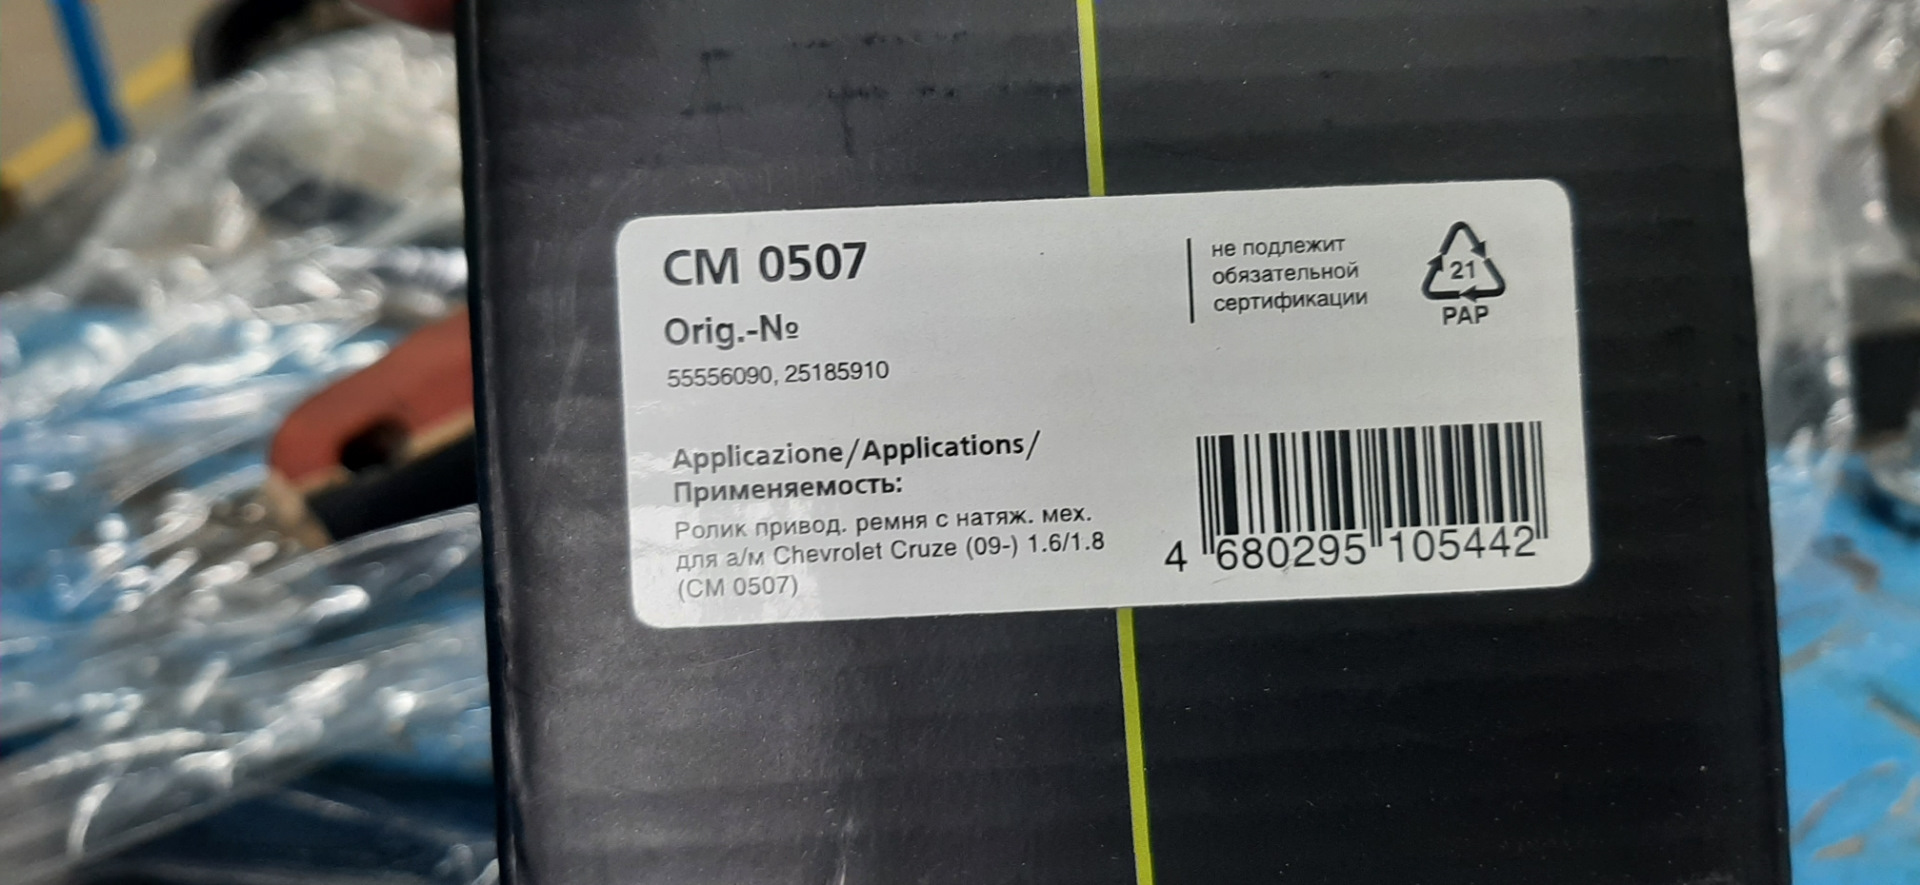 CM 0507
Orig.-№
55556090, 25185910
не подлежит
обязательной
сертификации
21
PAP
Applicazione/Applications/
Применяемость:
Ролик привод. ремня с натяж. мех.
для а/м Chevrolet Cruze (09-) 1.6/1.8
(CM 0507)
4 680295 105442